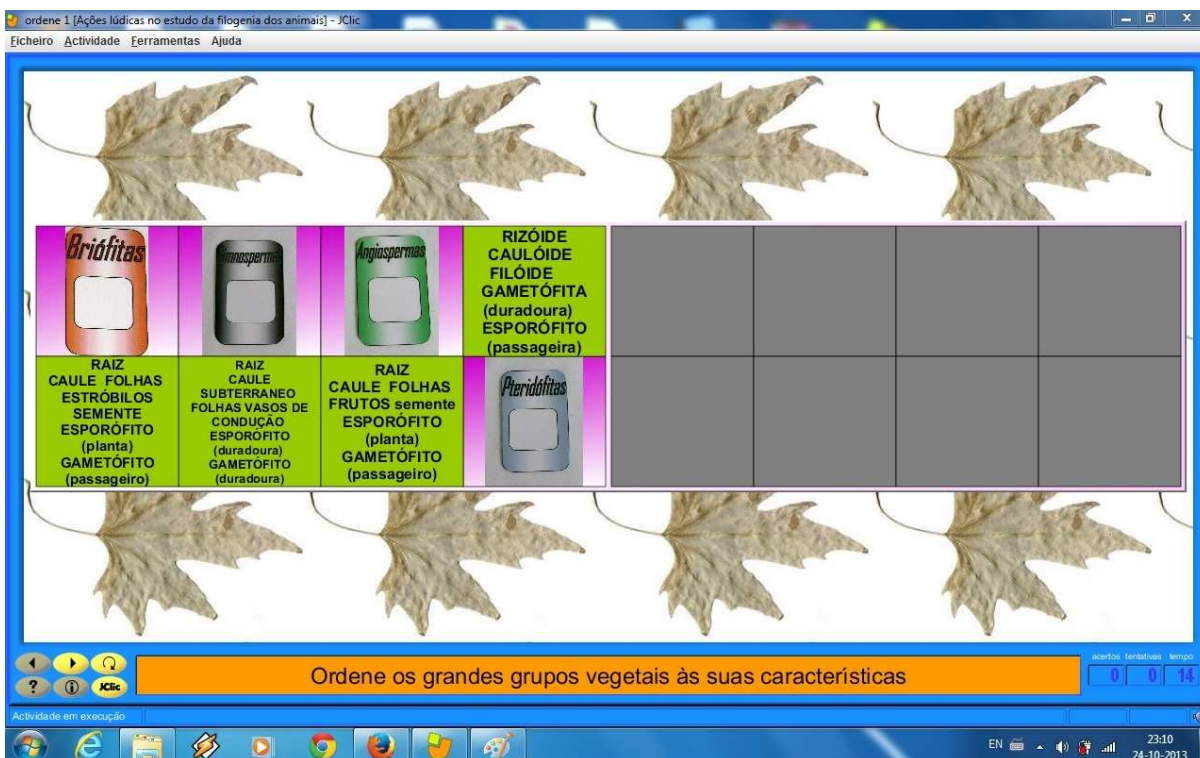 ordene 1 [Ações lúdicas no estudo da filogenia dos animais] - JClic
Ficheiro Actividade Ferramentas Ajuda
Briófitas
Angiospermas
RIZÓIDE
CAULÓIDE
FILÓIDE
GAMETÓFITA
(duradoura)
ESPORÓFITO
(passageira)
RAIZ
CAULE FOLHAS
ESTRÓBILOS
SEMENTE
ESPORÓFITO
(planta)
GAMETÓFITO
(passageiro)
RAIZ
CAULE
SUBTERRANEO
FOLHAS VASOS DE
CONDUÇÃO
ESPORÓFITO
(duradoura)
GAMETÓFITO
(duradoura)
RAIZ
CAULE FOLHAS
FRUTOS semente
ESPORÓFITO
(planta)
GAMETÓFITO
(passageiro)
Pteridófitas
?
JClic
Ordene os grandes grupos vegetais às suas características
acertos tentativas tempo
0 0 14
Actividade em execução
EN
23:10
24-10-2013